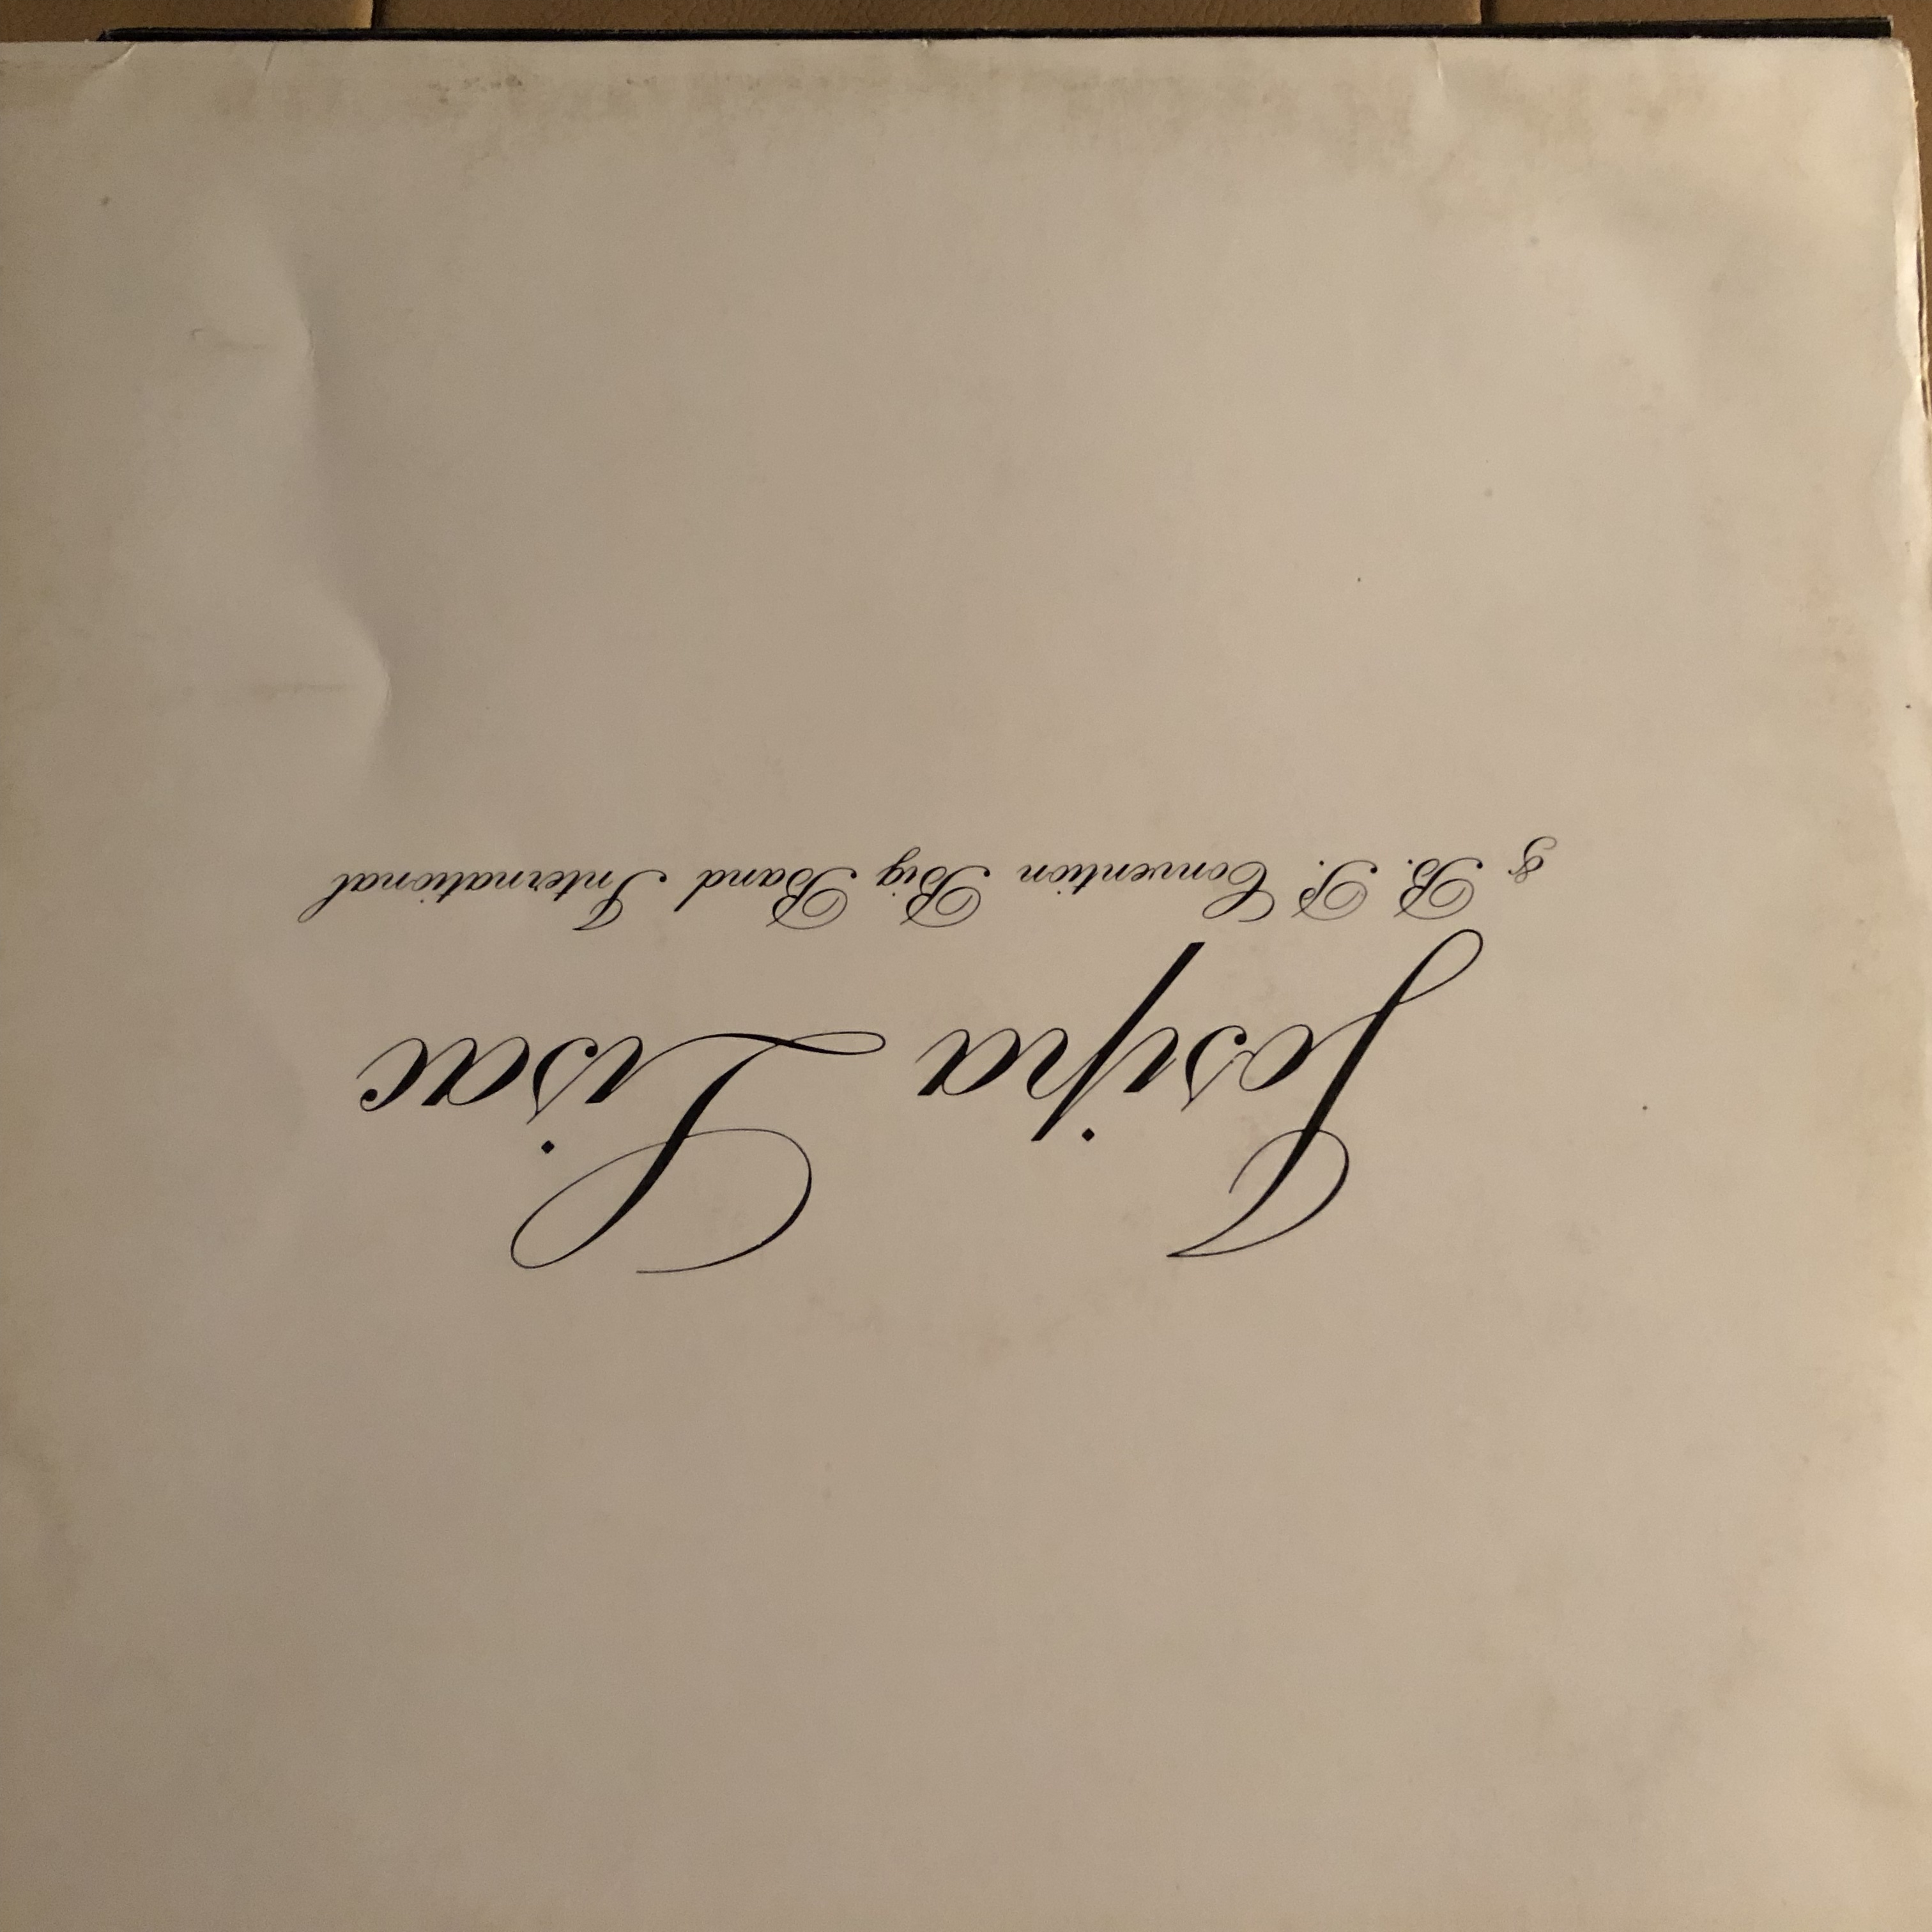 Josipa Lisac
& B. P. Convention Big Band International